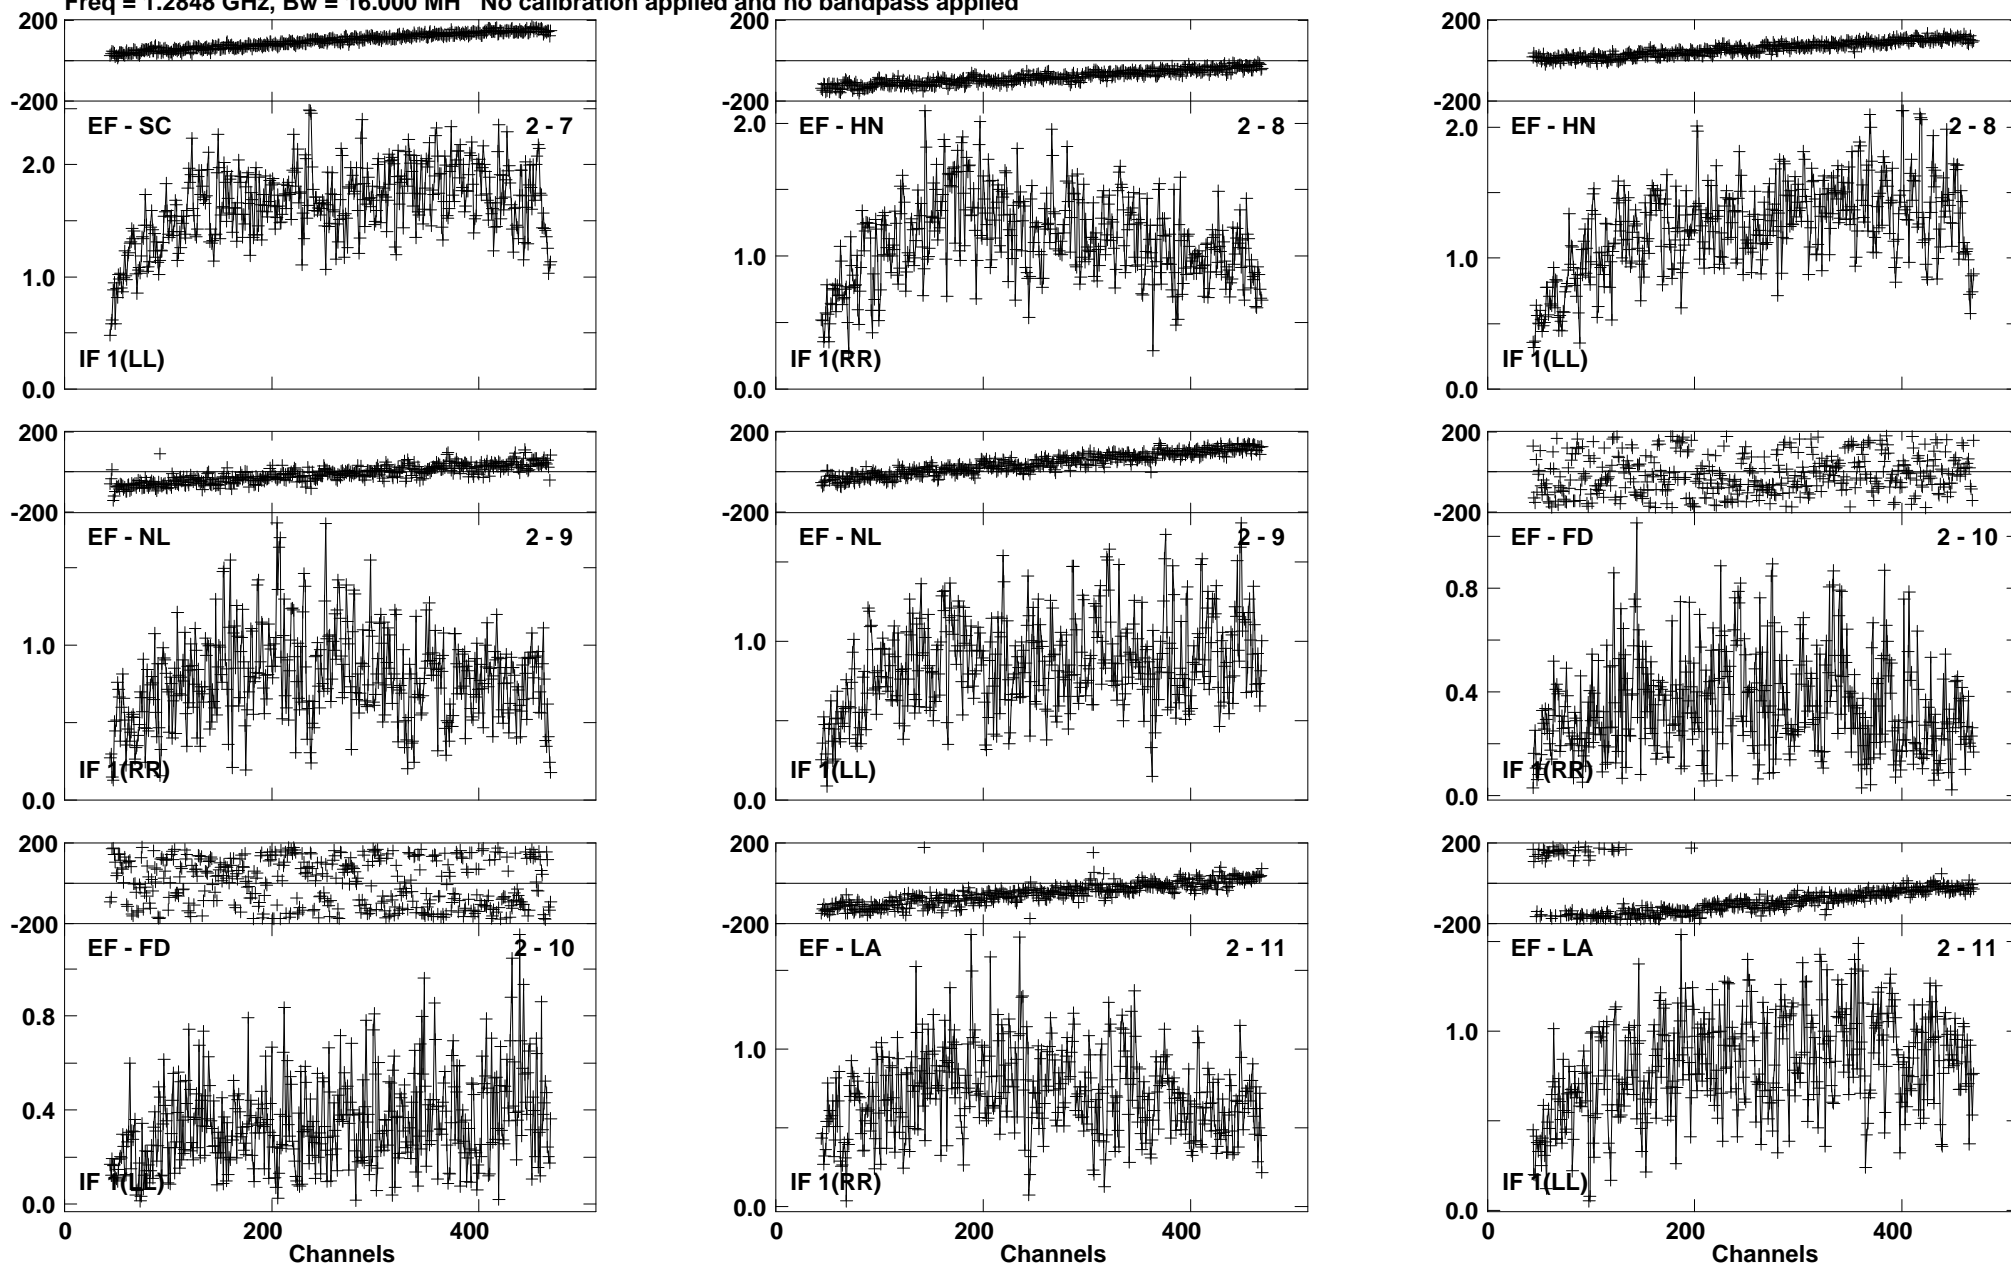 Freq = 1.2848 GHz, Bw = 16.000 MH No calibration applied and no bandpass applied
200
-200
EF - SC 2 - 7
2.0
1.0
IF 1(LL)
0.0
-200
EF - HN 2 - 8
2.0
1.0
IF 1(RR)
0.0
200
-200
EF - HN 2 - 8
2.0
1.0
IF 1(LL)
0.0
200
-200
EF - NL 2 - 9
1.0
IF 1(RR)
0.0
200
EF - NL 2 - 9
1.0
IF 1(LL)
0.0
200
-200
EF - FD 2 - 10
0.8
0.4
IF 1(RR)
0.0
200
-200
EF - FD 2 - 10
0.8
0.4
IF 1(LL)
0.0
0 200 400
Channels
200
-200
EF - LA 2 - 11
1.0
IF 1(RR)
0.0
0 200 400
Channels
200
-200
EF - LA 2 - 11
1.0
IF 1(LL)
0.0
0 200 400
Channels